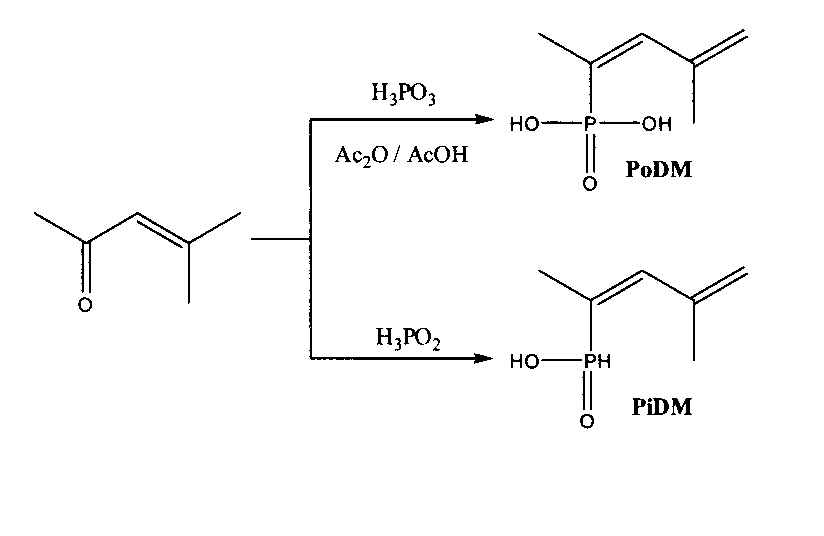 H₃PO₃
HO P OH
Ac₂O / AcOH
PoDM
O
O
H₃PO₂
HO PH
PiDM
O